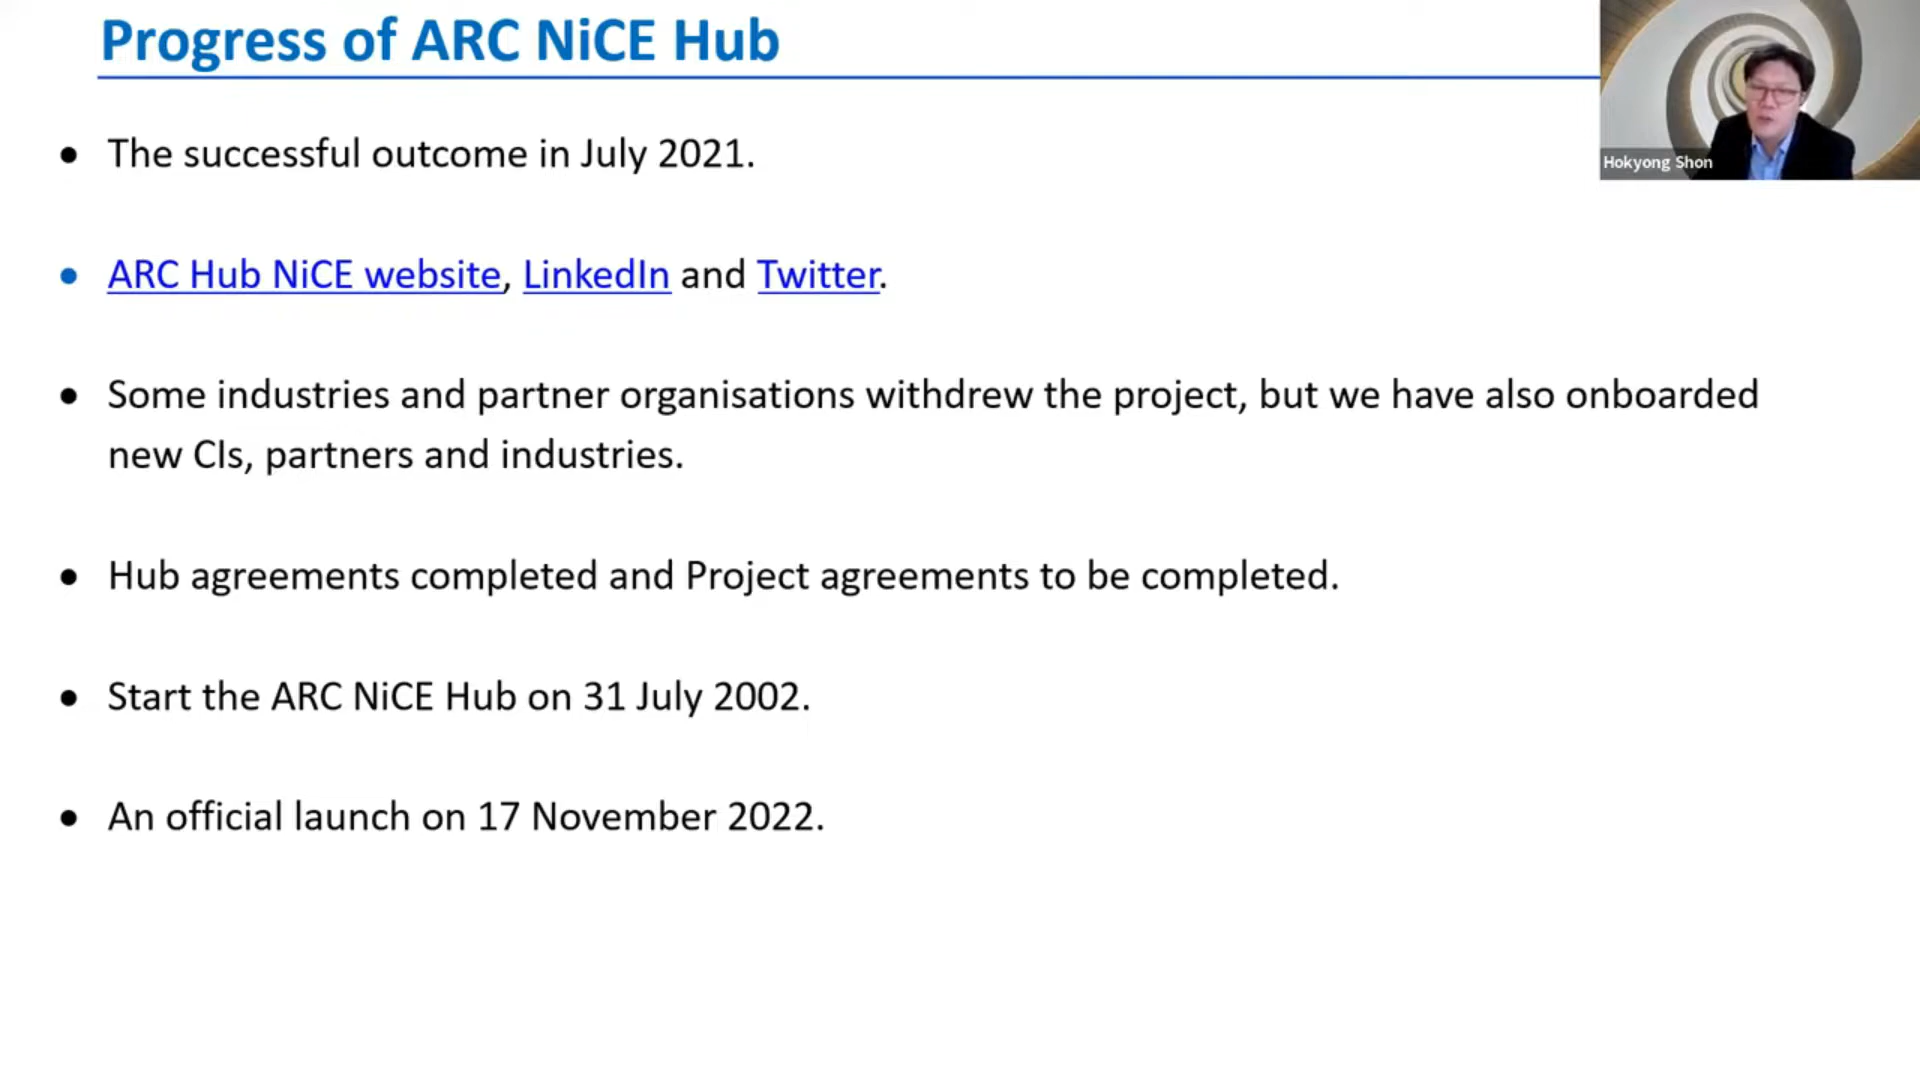 Progress of ARC NiCE Hub
Hokyong Shon
• The successful outcome in July 2021.
• ARC Hub NiCE website, LinkedIn and Twitter.
• Some industries and partner organisations withdrew the project, but we have also onboarded
new CIs, partners and industries.
• Hub agreements completed and Project agreements to be completed.
• Start the ARC NiCE Hub on 31 July 2002.
• An official launch on 17 November 2022.